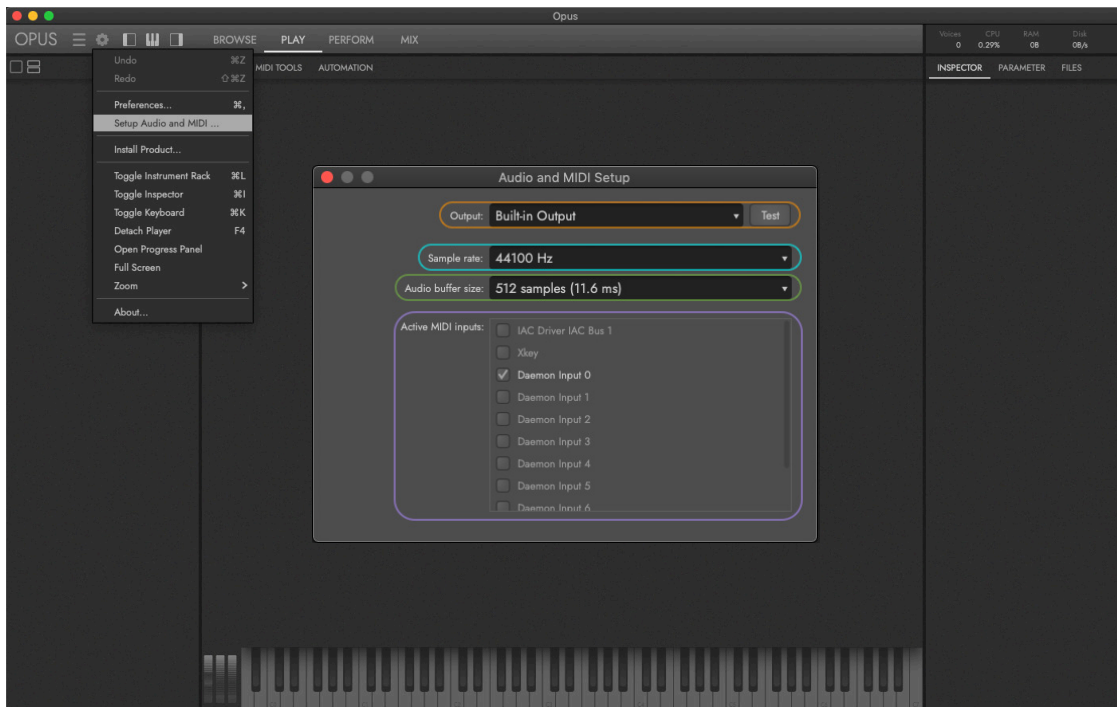 Opus
OPUS BROWSE PLAY PERFORM MIX
Voices CPU RAM Disk
0 0.29% 0B 0B/s
MIDI TOOLS AUTOMATION
INSPECTOR PARAMETER FILES
Undo ⌘Z
Redo ⇧⌘Z
Preferences... ⌘,
Setup Audio and MIDI ...
Install Product...
Toggle Instrument Rack ⌘L
Toggle Inspector ⌘I
Toggle Keyboard ⌘K
Detach Player F4
Open Progress Panel
Full Screen
Zoom >
About...
Audio and MIDI Setup
Output: Built-in Output Test
Sample rate: 44100 Hz
Audio buffer size: 512 samples (11.6 ms)
Active MIDI inputs: IAC Driver IAC Bus 1
Xkey
Daemon Input 0
Daemon Input 1
Daemon Input 2
Daemon Input 3
Daemon Input 4
Daemon Input 5
Daemon Input 6